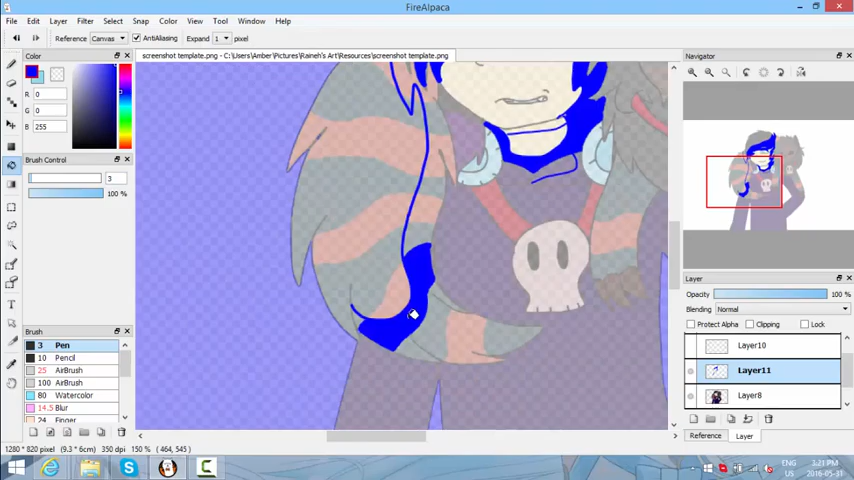 FireAlpaca
File Edit Layer Filter Select Snap Color View Tool Window Help
Reference Canvas AntiAliasing Expand 1 pixel
Color
screenshot template.png - C:\Users\Amber\Pictures\Raineh's Art\Resources\screenshot template.png
Navigator
R 0
G 0
B 255
Brush Control
3
100 %
Layer
Opacity 100 %
Blending Normal
Protect Alpha Clipping Lock
Brush
3 Pen
Layer10
10 Pencil
25 AirBrush
Layer11
100 AirBrush
80 Watercolor
Layer8
14.5 Blur
24 Finger
Reference Layer
1280 * 820 pixel (9.3 * 6cm) 350 dpi 150 % ( 464, 545 )
ENG 3:21 PM
US 2016-05-31